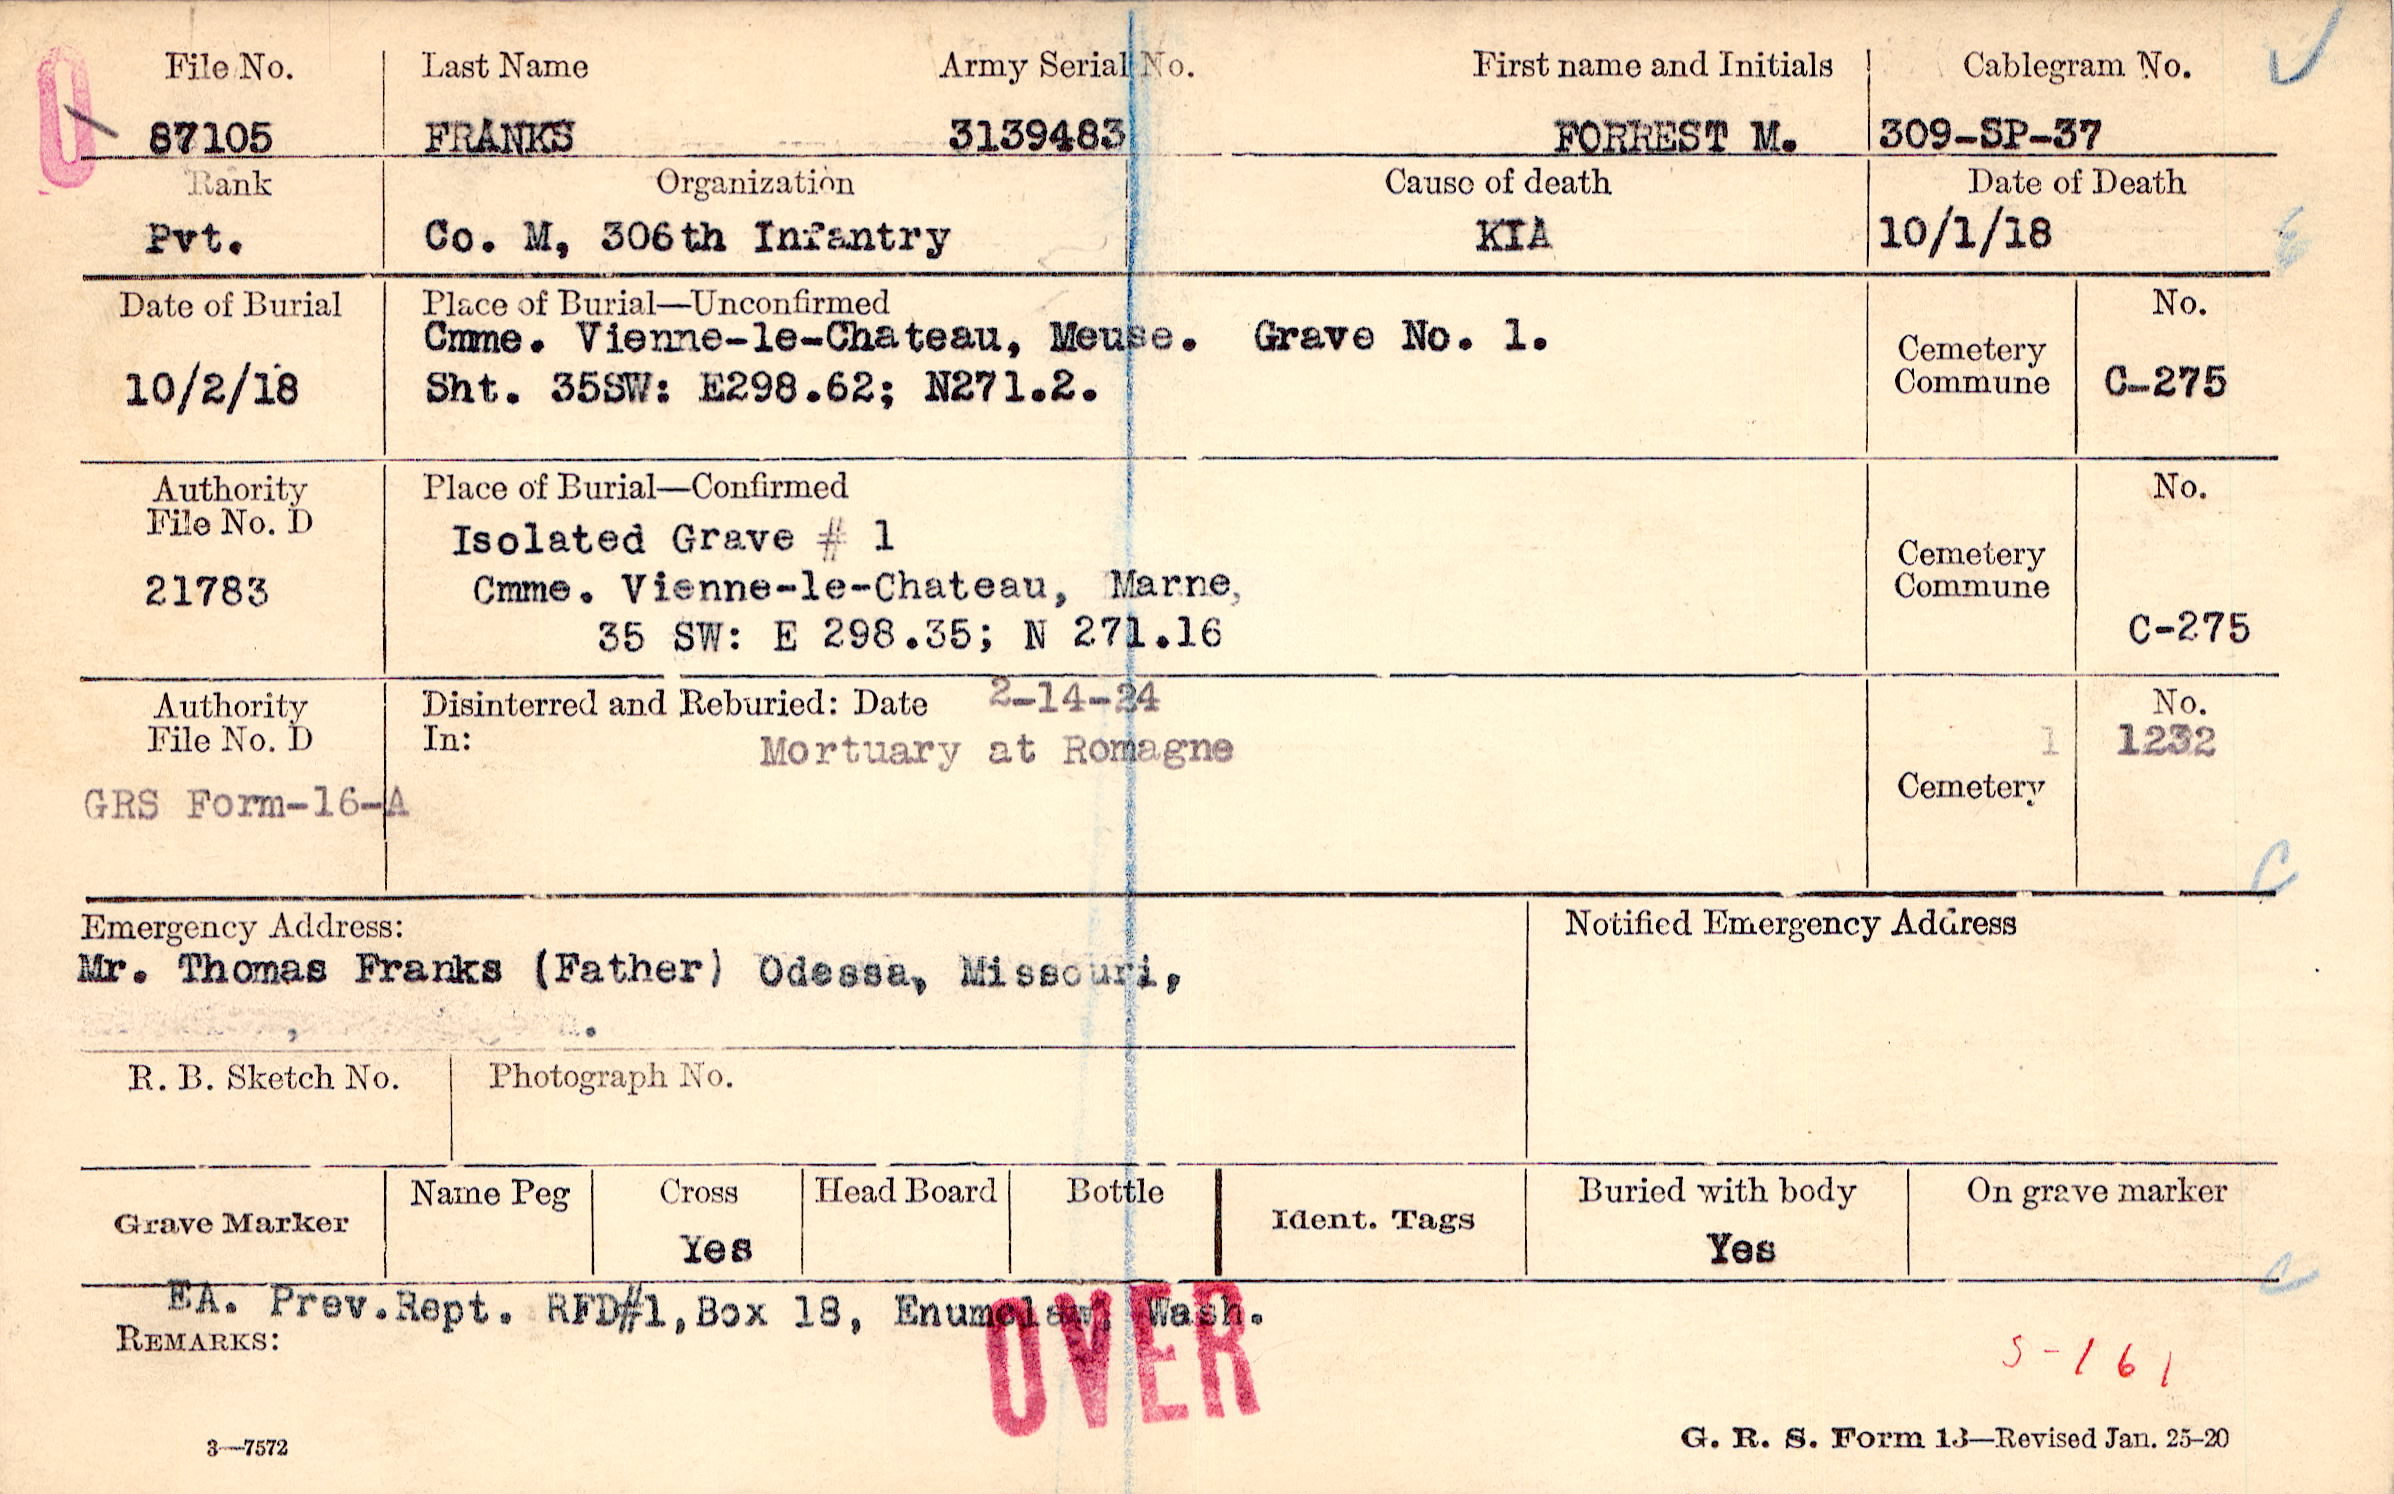 File No. Last Name Army Serial No. First name and Initials Cablegram No.
87105 FRANKS 3139483 FORREST M. 309-SP-37
Rank Organization Cause of death Date of Death
Pvt. Co. M, 306th Infantry KIA 10/1/18
Date of Burial Place of Burial—Unconfirmed No.
Cmme. Vienne-le-Chateau, Meuse. Grave No. 1.
10/2/18 Sht. 35SW: E298.62; N271.2. Cemetery Commune C-275
Authority File No. D Place of Burial—Confirmed No.
Isolated Grave # 1
21783 Cmme. Vienne-le-Chateau, Marne, Cemetery Commune
35 SW: E 298.35; N 271.16 C-275
Authority File No. D Disinterred and Reburied: Date 2-14-24 No.
In: Mortuary at Romagne 1 1232
GRS Form-16-A Cemetery
Emergency Address: Notified Emergency Address
Mr. Thomas Franks (Father) Odessa, Missouri,
R. B. Sketch No. Photograph No.
Grave Marker Name Peg Cross Head Board Bottle Ident. Tags Buried with body On grave marker
Yes Yes
EA. Prev.Rept. RFD#1,Box 18, Enumclaw, Wash.
REMARKS:
OVER
S-161
3—7572 G. R. S. Form 13—Revised Jan. 25-20